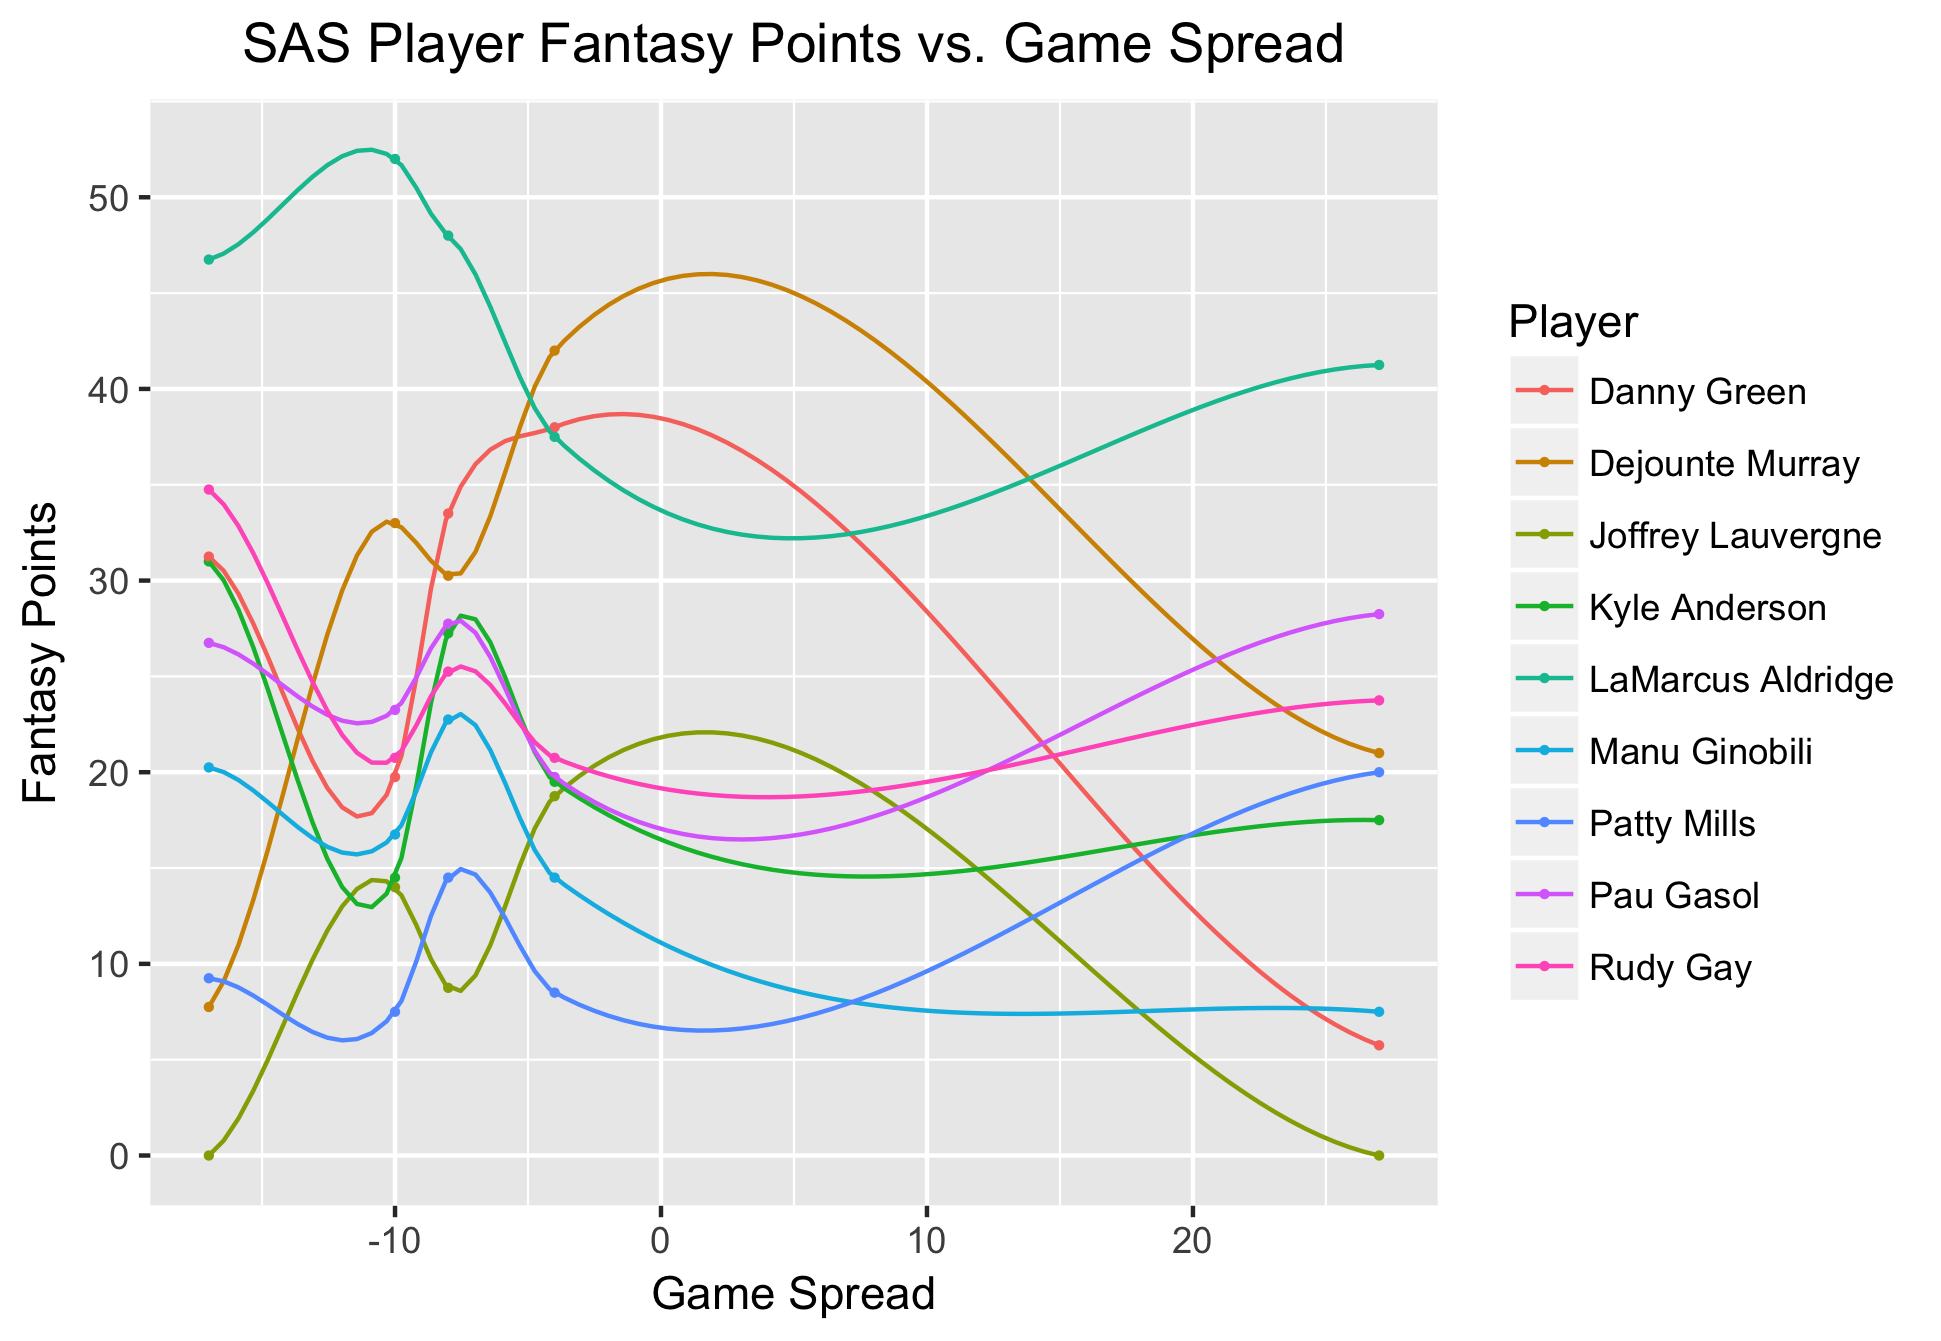 SAS Player Fantasy Points vs. Game Spread
Fantasy Points
50
40
30
20
10
0
-10
0
10
20
Game Spread
Player
Danny Green
Dejounte Murray
Joffrey Lauvergne
Kyle Anderson
LaMarcus Aldridge
Manu Ginobili
Patty Mills
Pau Gasol
Rudy Gay